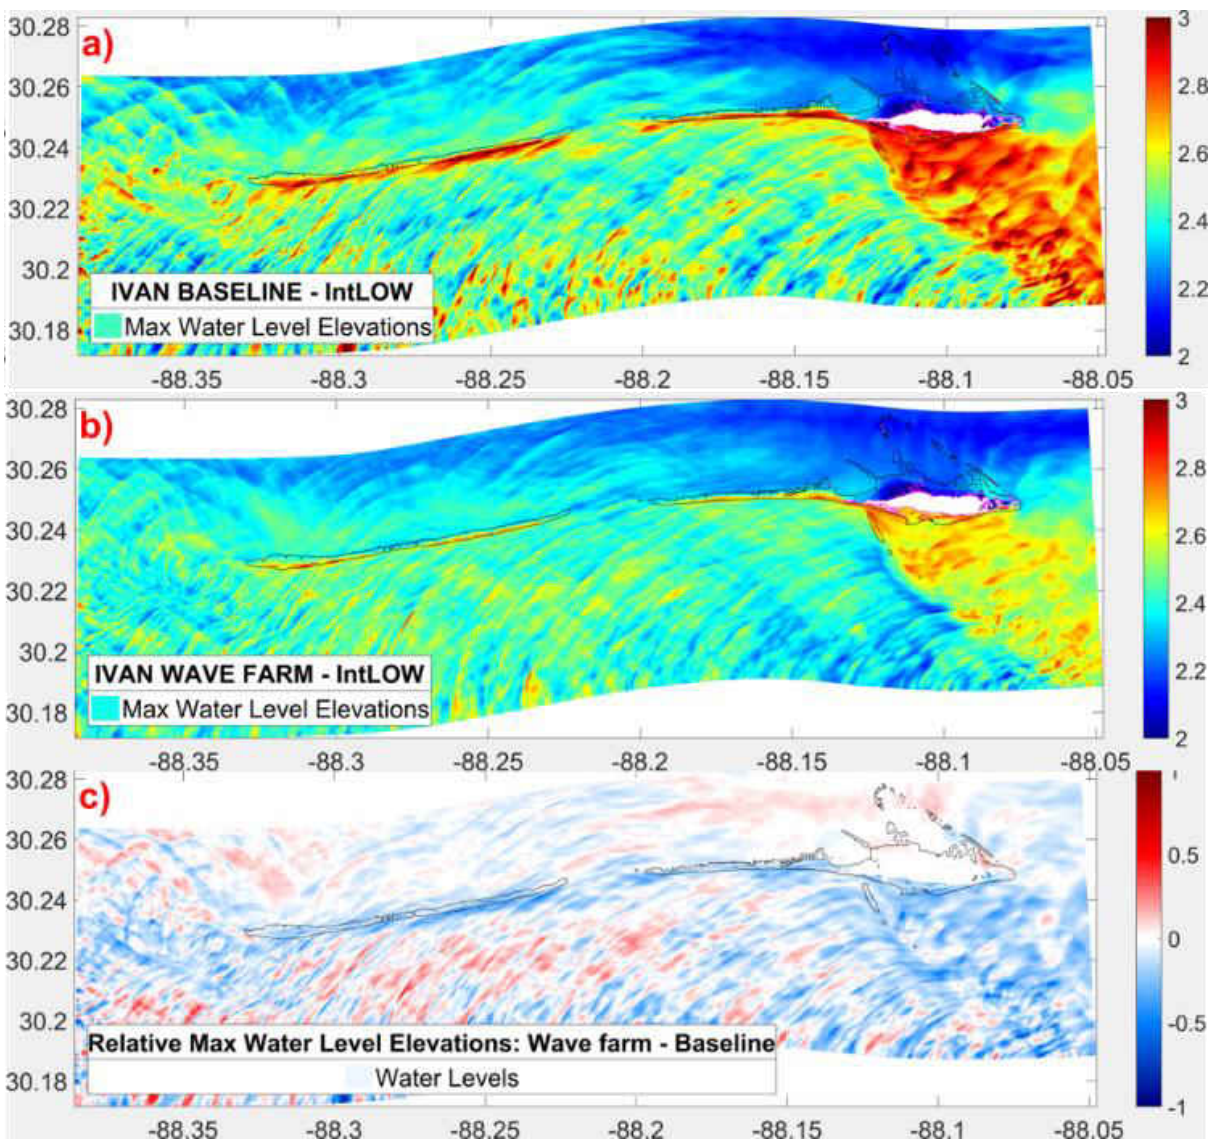 a)
30.28
30.26
30.24
30.22
30.2
30.18
IVAN BASELINE - IntLOW
Max Water Level Elevations
-88.35 -88.3 -88.25 -88.2 -88.15 -88.1 -88.05
3
2.8
2.6
2.4
2.2
2
b)
30.28
30.26
30.24
30.22
30.2
30.18
IVAN WAVE FARM - IntLOW
Max Water Level Elevations
-88.35 -88.3 -88.25 -88.2 -88.15 -88.1 -88.05
3
2.8
2.6
2.4
2.2
2
c)
30.28
30.26
30.24
30.22
30.2
30.18
Relative Max Water Level Elevations: Wave farm - Baseline
Water Levels
-88.35 -88.3 -88.25 -88.2 -88.15 -88.1 -88.05
1
0.5
0
-0.5
-1